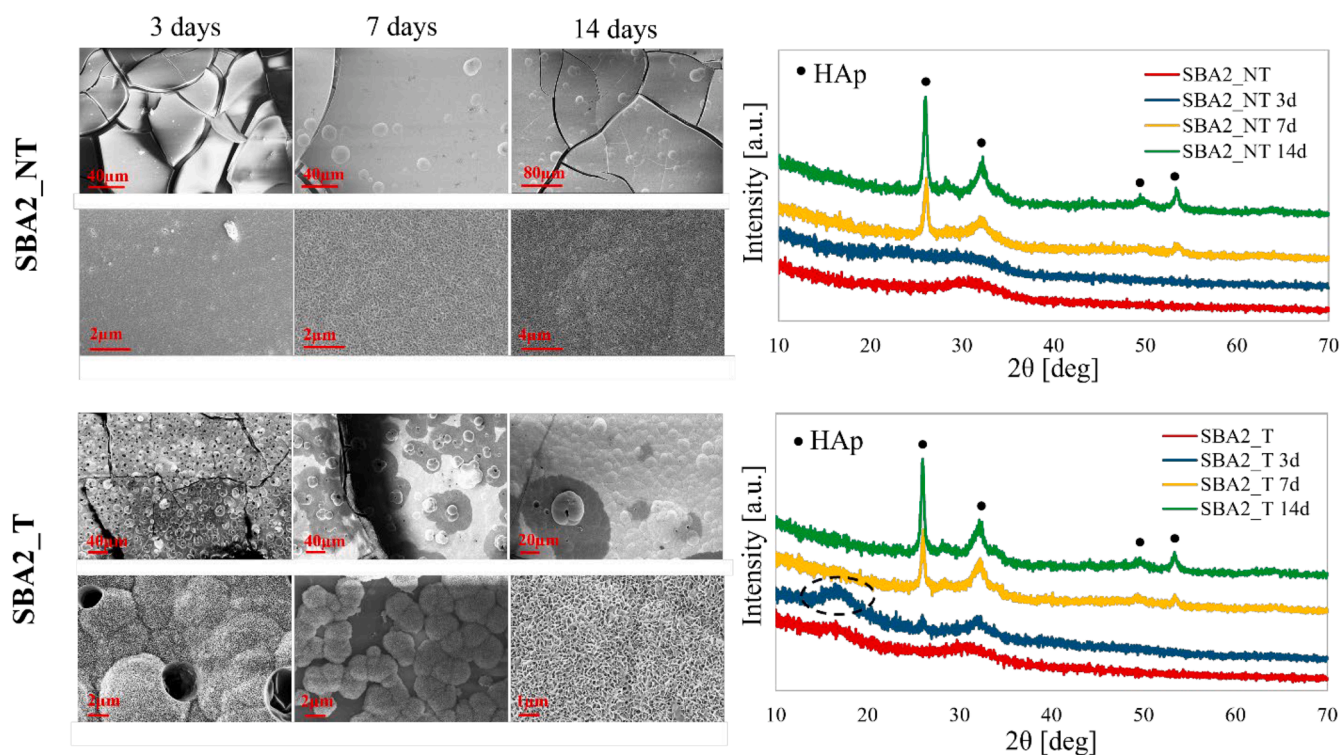 3 days
7 days
14 days
SBA2_NT
40μm
40μm
80μm
2μm
2μm
4μm
HAp
SBA2_NT
SBA2_NT 3d
SBA2_NT 7d
SBA2_NT 14d
Intensity [a.u.]
10 20 30 40 50 60 70
2θ [deg]
SBA2_T
40μm
40μm
20μm
2μm
2μm
1μm
HAp
SBA2_T
SBA2_T 3d
SBA2_T 7d
SBA2_T 14d
Intensity [a.u.]
10 20 30 40 50 60 70
2θ [deg]